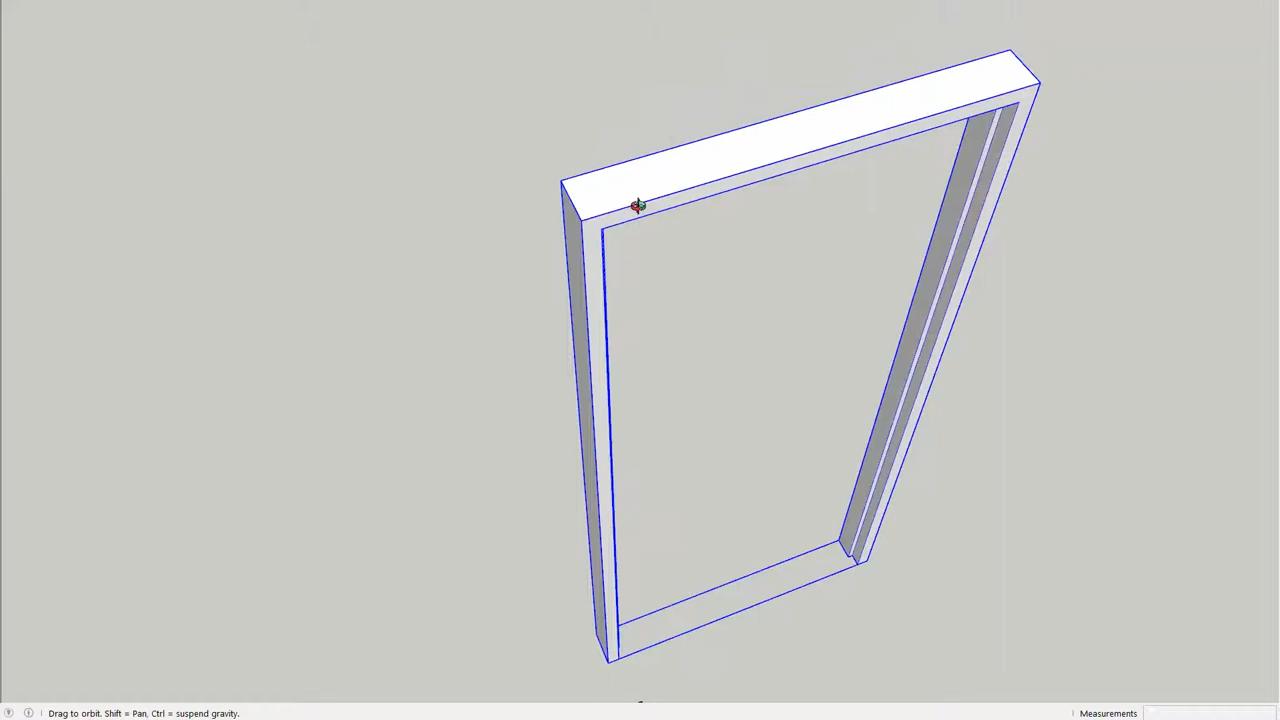 Drag to orbit. Shift = Pan, Ctrl = suspend gravity.
Measurements